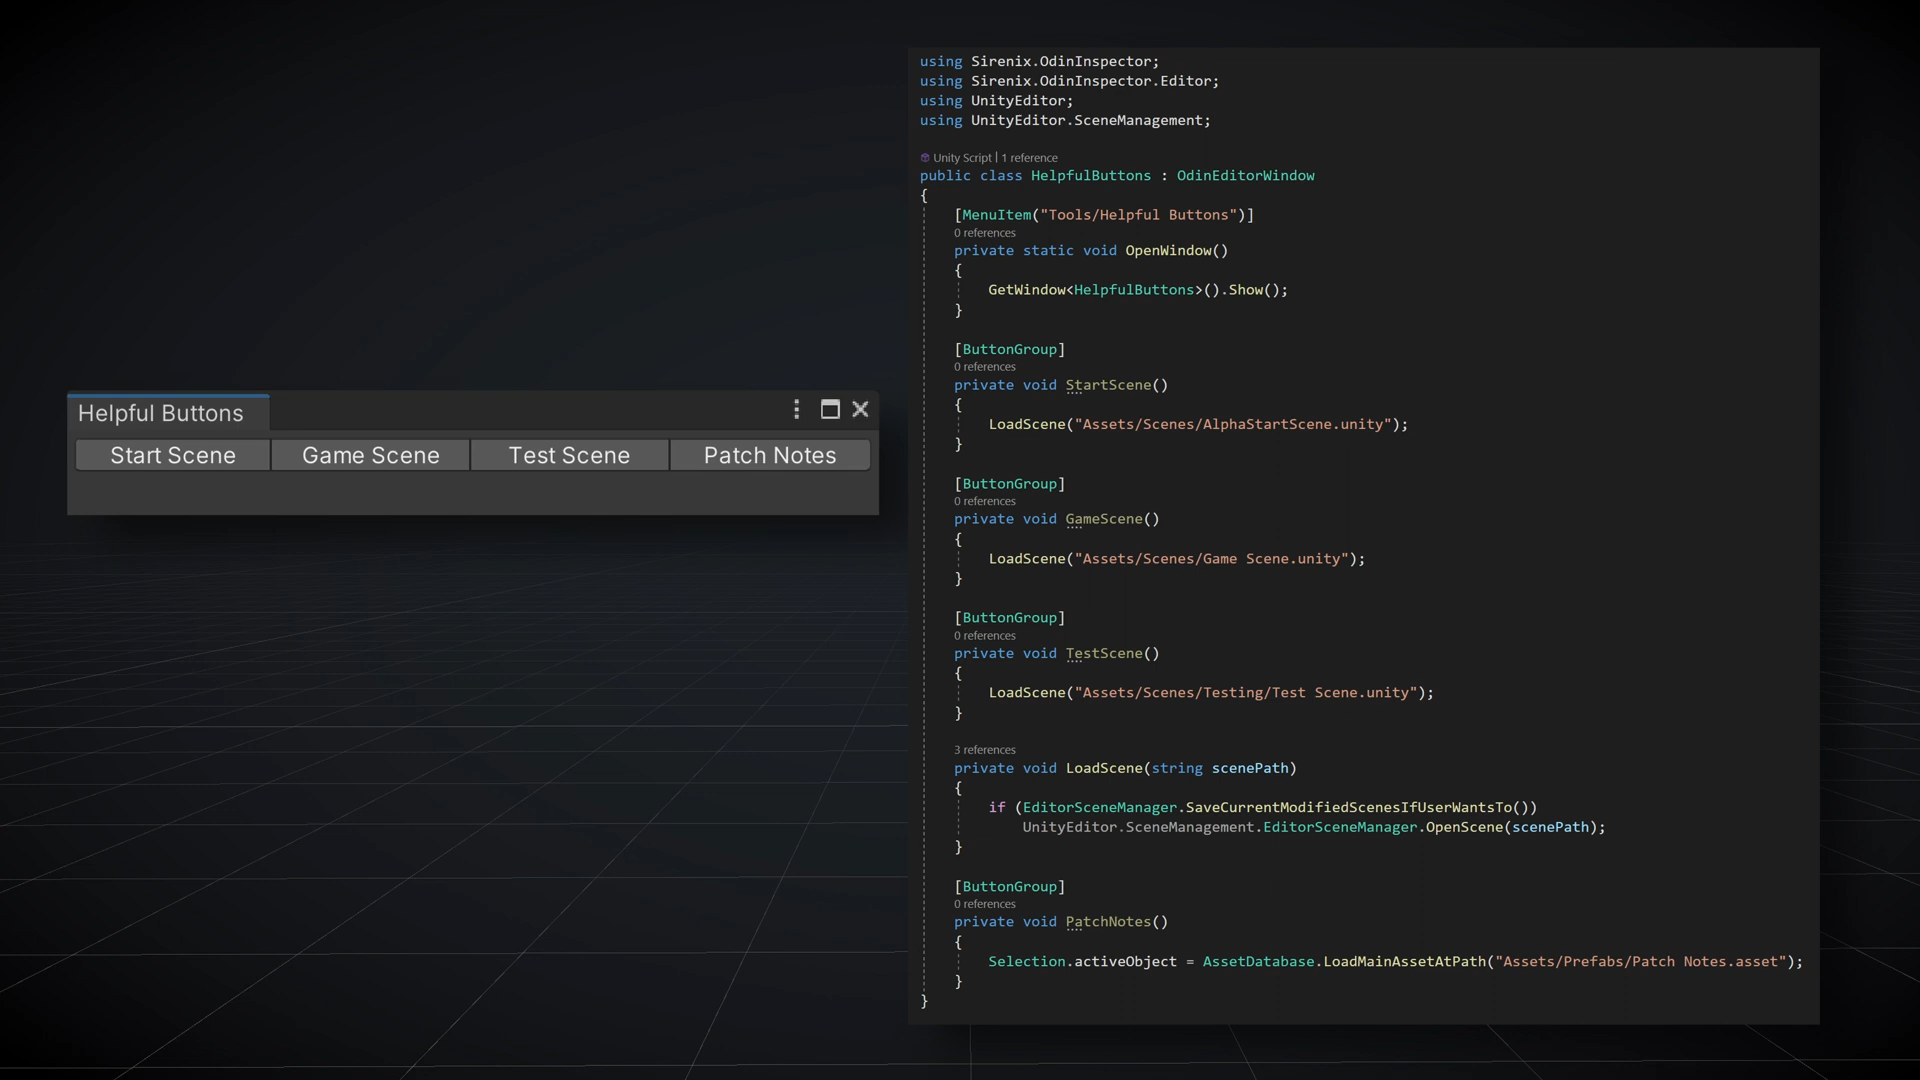 Helpful Buttons
Start Scene
Game Scene
Test Scene
Patch Notes
using Sirenix.OdinInspector;
using Sirenix.OdinInspector.Editor;
using UnityEditor;
using UnityEditor.SceneManagement;
Unity Script | 1 reference
public class HelpfulButtons : OdinEditorWindow
{
[MenuItem("Tools/Helpful Buttons")]
0 references
private static void OpenWindow()
{
GetWindow<HelpfulButtons>().Show();
}
[ButtonGroup]
0 references
private void StartScene()
{
LoadScene("Assets/Scenes/AlphaStartScene.unity");
}
[ButtonGroup]
0 references
private void GameScene()
{
LoadScene("Assets/Scenes/Game Scene.unity");
}
[ButtonGroup]
0 references
private void TestScene()
{
LoadScene("Assets/Scenes/Testing/Test Scene.unity");
}
3 references
private void LoadScene(string scenePath)
{
if (EditorSceneManager.SaveCurrentModifiedScenesIfUserWantsTo())
UnityEditor.SceneManagement.EditorSceneManager.OpenScene(scenePath);
}
[ButtonGroup]
0 references
private void PatchNotes()
{
Selection.activeObject = AssetDatabase.LoadMainAssetAtPath("Assets/Prefabs/Patch Notes.asset");
}
}